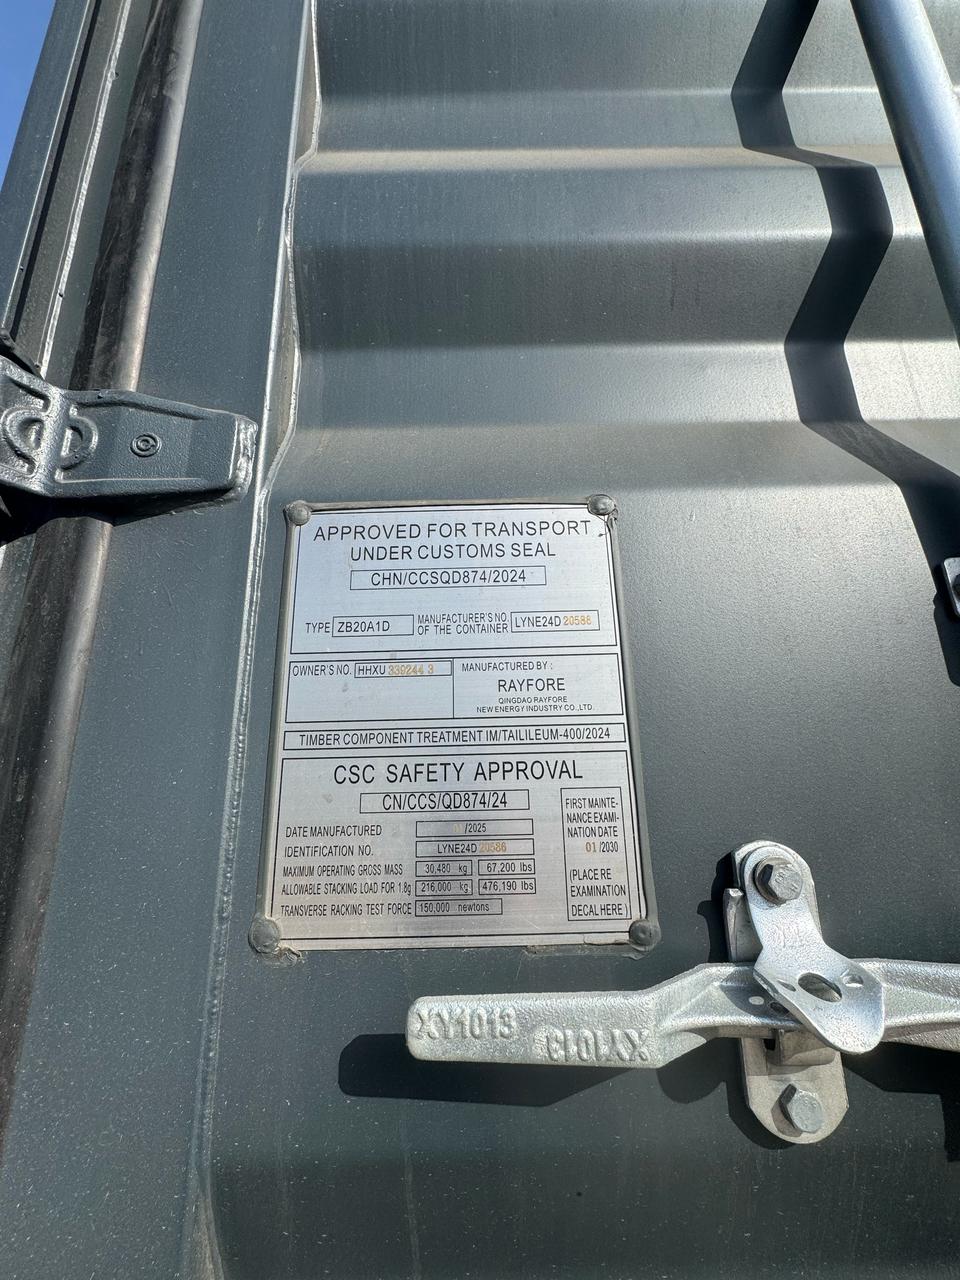 APPROVED FOR TRANSPORT
UNDER CUSTOMS SEAL
CHN/CCSQD874/2024
TYPE ZB20A1D MANUFACTURER'S NO. OF THE CONTAINER LYNE24D 20586
OWNER'S NO. HHXU 339244 3
MANUFACTURED BY :
RAYFORE
QINGDAO RAYFORE
NEW ENERGY INDUSTRY CO.,LTD.
TIMBER COMPONENT TREATMENT IM/TAILILEUM-400/2024
CSC SAFETY APPROVAL
CN/CCS/QD874/24
DATE MANUFACTURED 01/2025
IDENTIFICATION NO. LYNE24D 20586
MAXIMUM OPERATING GROSS MASS 30,480 kg 67,200 lbs
ALLOWABLE STACKING LOAD FOR 1.8g 216,000 kg 476,190 lbs
TRANSVERSE RACKING TEST FORCE 150,000 newtons
FIRST MAINTE-
NANCE EXAMI-
NATION DATE
01 /2030
(PLACE RE
EXAMINATION
DECAL HERE)
XY1013
XY1013